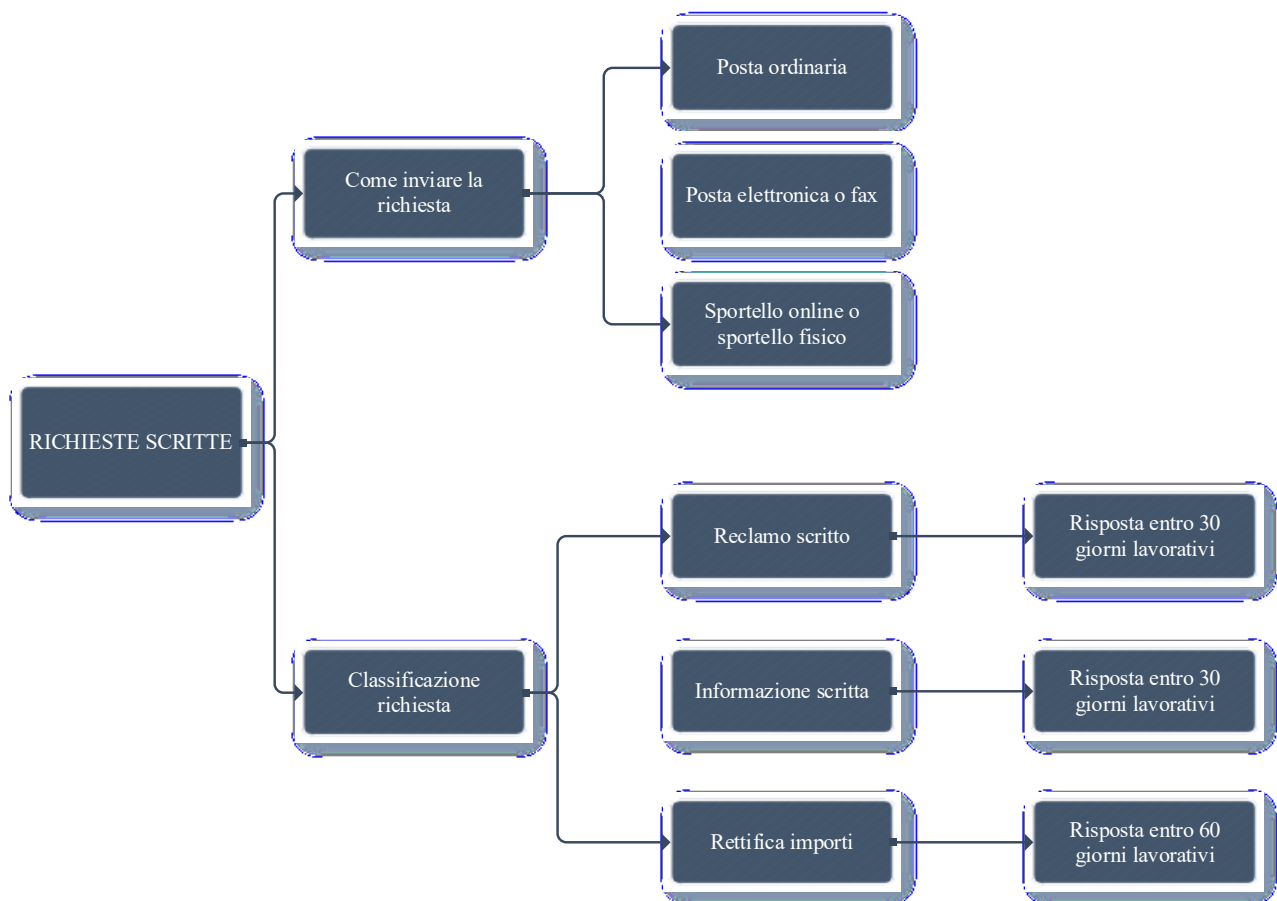 Posta ordinaria
Come inviare la
richiesta
Posta elettronica o fax
Sportello online o
sportello fisico
RICHIESTE SCRITTE
Reclamo scritto
Risposta entro 30
giorni lavorativi
Classificazione
richiesta
Informazione scritta
Risposta entro 30
giorni lavorativi
Rettifica importi
Risposta entro 60
giorni lavorativi